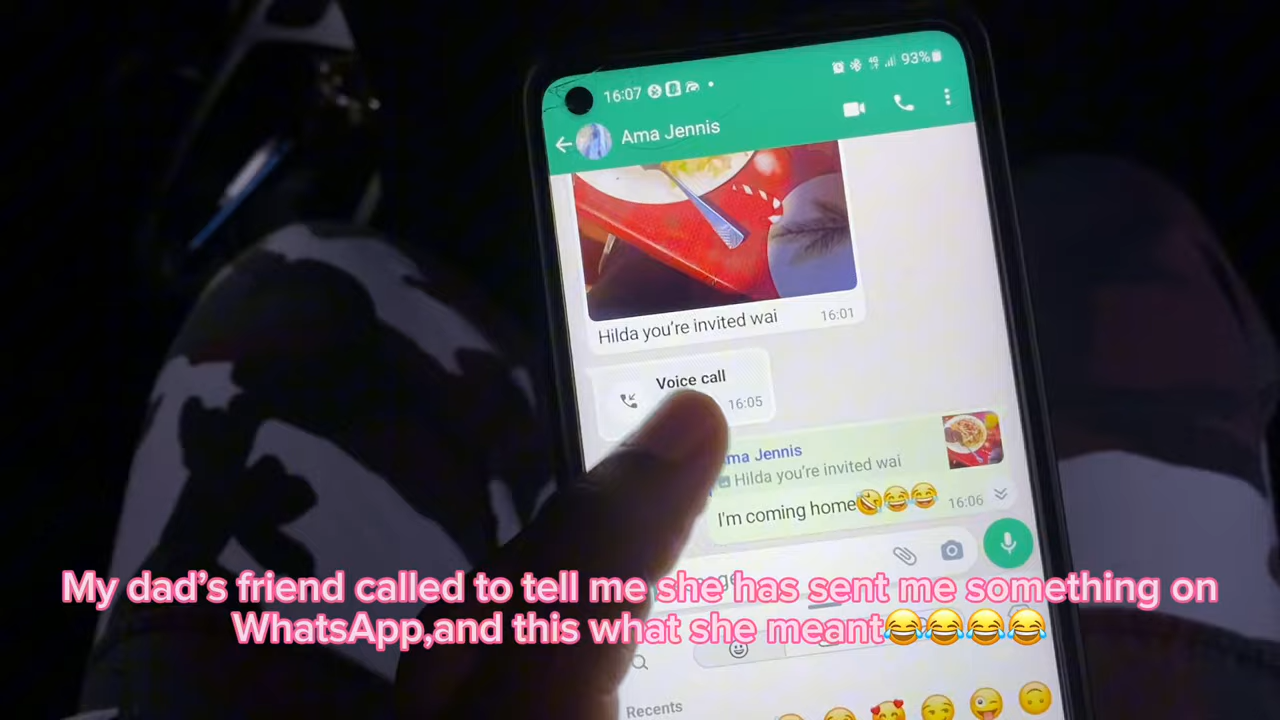 16:07
93%
Ama Jennis
Hilda you're invited wai
16:01
Voice call
16:05
ma Jennis
Hilda you're invited wai
I'm coming home🤣😂😂
16:06
My dad's friend called to tell me she has sent me something on
WhatsApp,and this what she meant😂😂😂😂
Recents